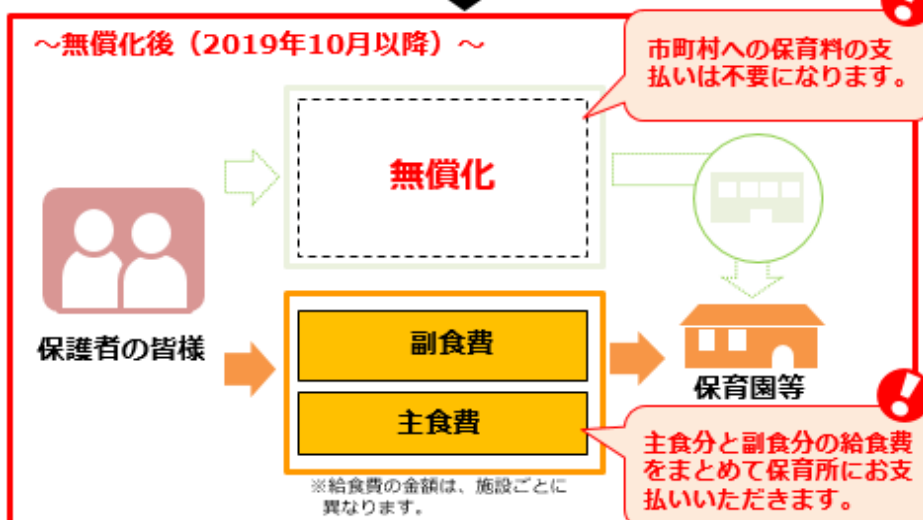 ～無償化後（2019年10月以降）～
市町村への保育料の支
払いは不要になります。
無償化
保護者の皆様
副食費
主食費
保育園等
※給食費の金額は、施設ごとに
異なります。
主食分と副食分の給食費
をまとめて保育所にお支
払いいただきます。